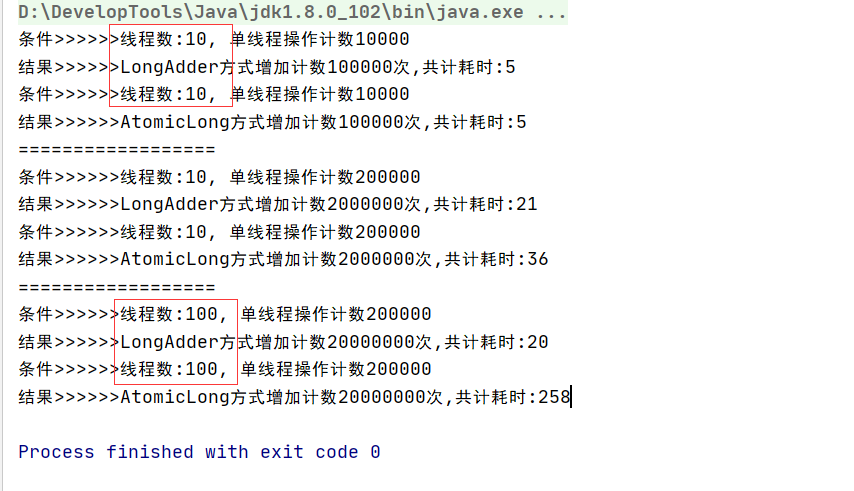 D:\DevelopTools\Java\jdk1.8.0_102\bin\java.exe ...
条件>>>>>>线程数:10, 单线程操作计数10000
结果>>>>>>LongAdder方式增加计数100000次,共计耗时:5
条件>>>>>>线程数:10, 单线程操作计数10000
结果>>>>>>AtomicLong方式增加计数100000次,共计耗时:5
==================
条件>>>>>>线程数:10, 单线程操作计数200000
结果>>>>>>LongAdder方式增加计数2000000次,共计耗时:21
条件>>>>>>线程数:10, 单线程操作计数200000
结果>>>>>>AtomicLong方式增加计数2000000次,共计耗时:36
==================
条件>>>>>>线程数:100, 单线程操作计数200000
结果>>>>>>LongAdder方式增加计数20000000次,共计耗时:20
条件>>>>>>线程数:100, 单线程操作计数200000
结果>>>>>>AtomicLong方式增加计数20000000次,共计耗时:258
Process finished with exit code 0